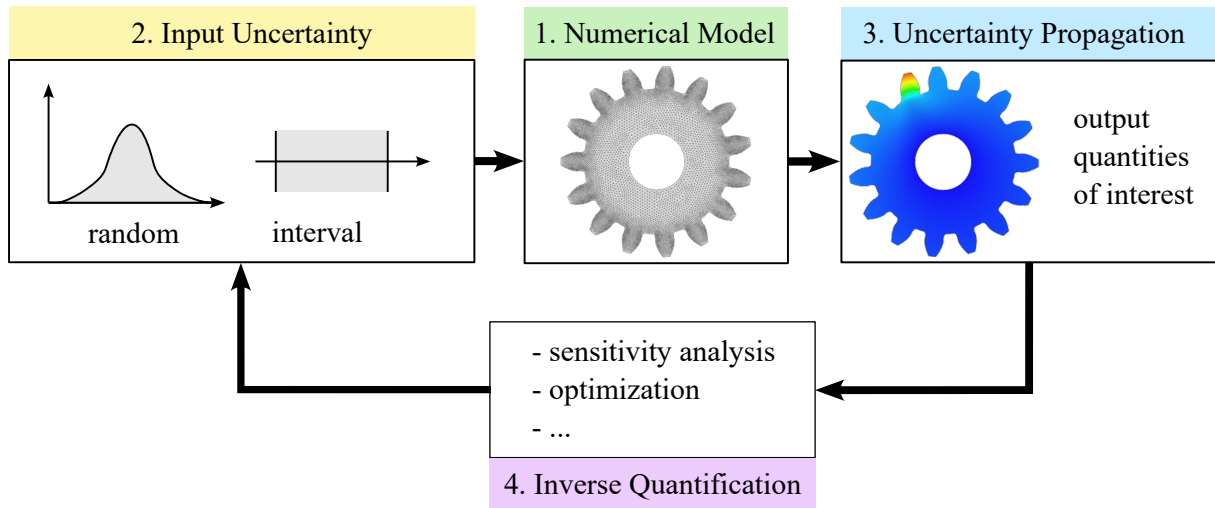 2. Input Uncertainty
random
interval
1. Numerical Model
3. Uncertainty Propagation
output
quantities
of interest
- sensitivity analysis
- optimization
- ...
4. Inverse Quantification